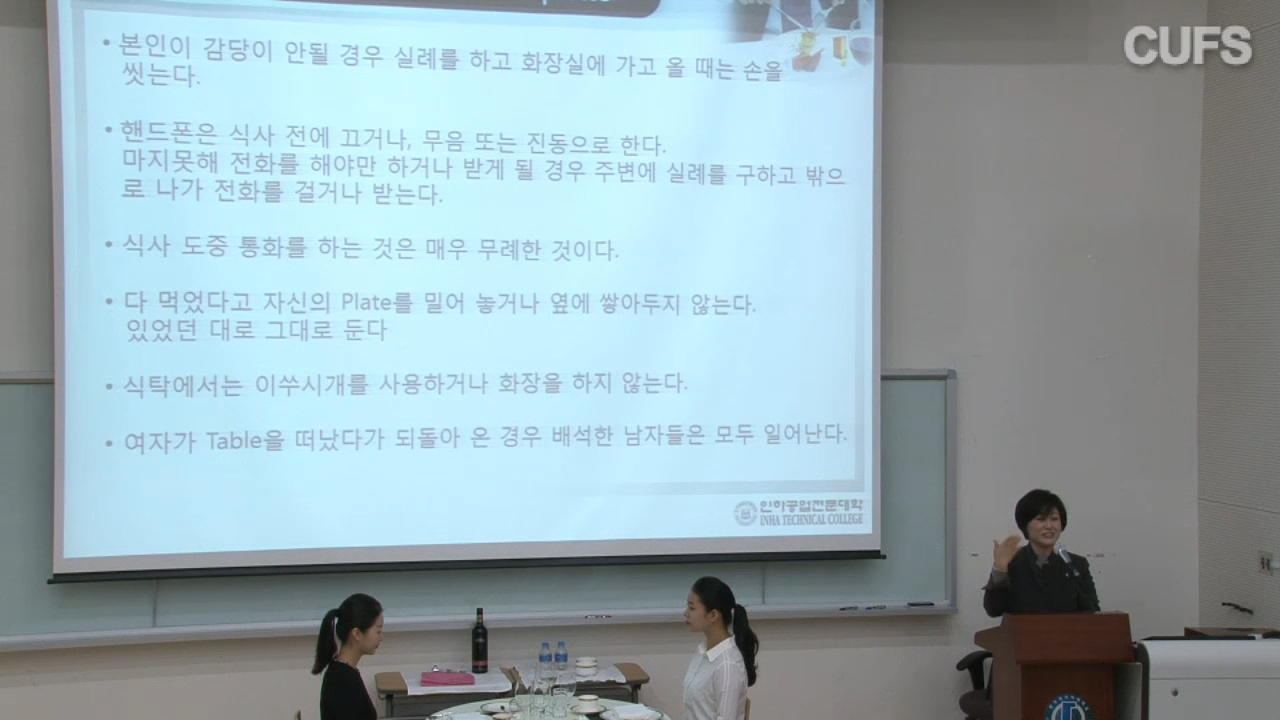 CUFS
• 본인이 감당이 안될 경우 실례를 하고 화장실에 가고 올 때는 손을
씻는다.
• 핸드폰은 식사 전에 끄거나, 무음 또는 진동으로 한다.
마지못해 전화를 해야만 하거나 받게 될 경우 주변에 실례를 구하고 밖으
로 나가 전화를 걸거나 받는다.
• 식사 도중 통화를 하는 것은 매우 무례한 것이다.
• 다 먹었다고 자신의 Plate를 밀어 놓거나 옆에 쌓아두지 않는다.
있었던 대로 그대로 둔다
• 식탁에서는 이쑤시개를 사용하거나 화장을 하지 않는다.
• 여자가 Table을 떠났다가 되돌아 온 경우 배석한 남자들은 모두 일어난다.
인하공업전문대학
INHA TECHNICAL COLLEGE